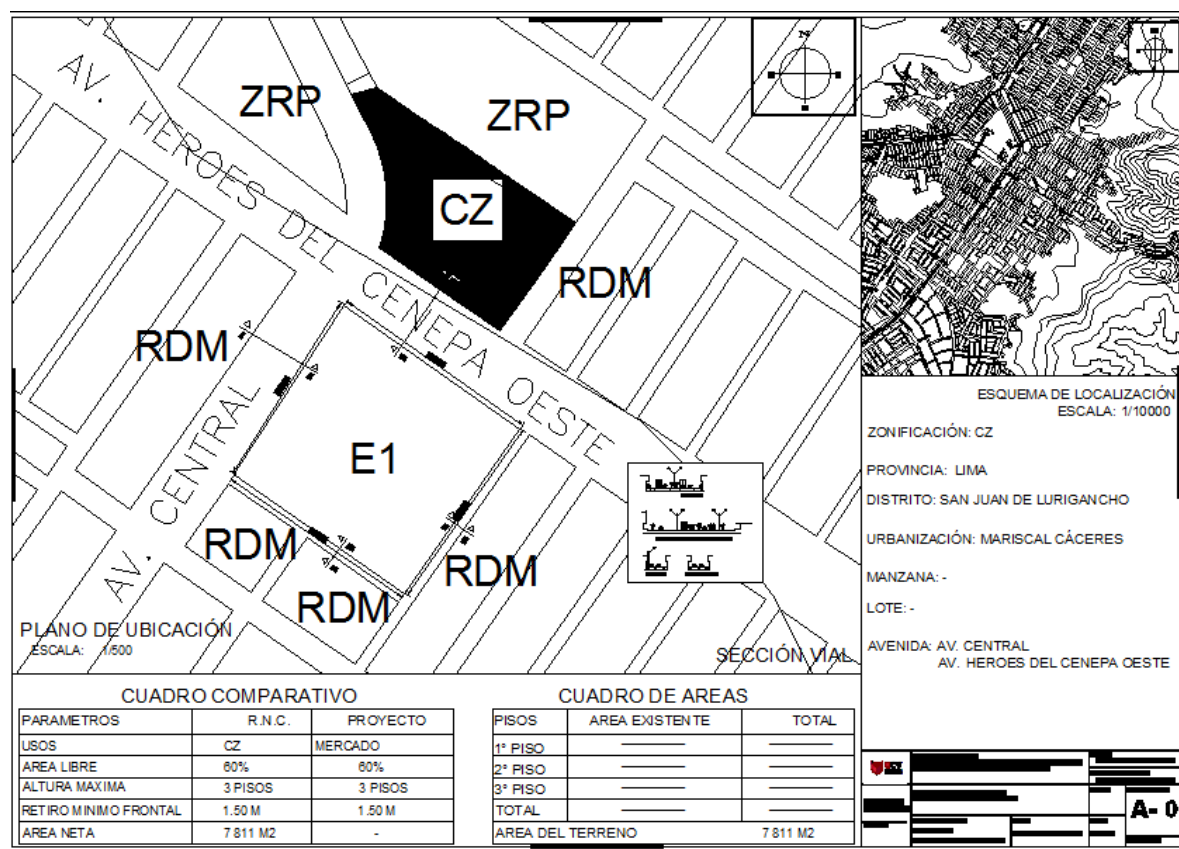 AV. HEROES DEL CENEPA OESTE
ZRP
ZRP
N
CZ
RDM
RDM
AV. CENTRAL
E1
RDM
RDM
RDM
PLANO DE UBICACIÓN
ESCALA: 1/500
SECCIÓN VIAL
ESQUEMA DE LOCALIZACIÓN
ESCALA: 1/10000
ZONIFICACIÓN: CZ
PROVINCIA: LIMA
DISTRITO: SAN JUAN DE LURIGANCHO
URBANIZACIÓN: MARISCAL CÁCERES
MANZANA: -
LOTE: -
AVENIDA: AV. CENTRAL
AV. HEROES DEL CENEPA OESTE
CUADRO COMPARATIVO
PARAMETROS R.N.C. PROYECTO
USOS CZ MERCADO
AREA LIBRE 60% 60%
ALTURA MAXIMA 3 PISOS 3 PISOS
RETIRO MINIMO FRONTAL 1.50 M 1.50 M
AREA NETA 7 811 M2 -
CUADRO DE AREAS
PISOS AREA EXISTENTE TOTAL
1° PISO
2° PISO
3° PISO
TOTAL
AREA DEL TERRENO 7 811 M2
A- 0